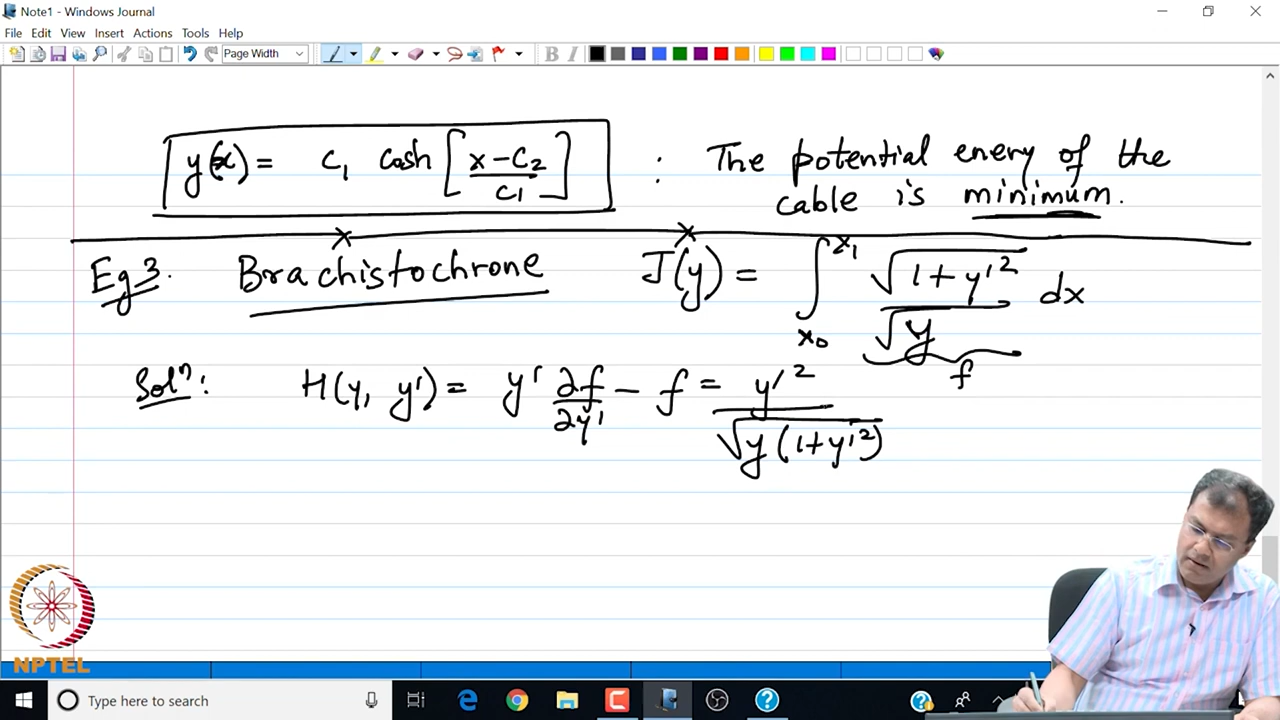 Note1 - Windows Journal
File Edit View Insert Actions Tools Help
Page Width
B I
y(x) = c₁ cosh [x-c₂ / c₁] : The potential enery of the
cable is minimum.
Eg 3. Brachistochrone J(y) = ∫ₓ₀^x₁ √1+y'² / √y dx
f
Solⁿ: H(y, y') = y' ∂f/∂y' - f = y'² / √y(1+y'²)
NPTEL
Type here to search